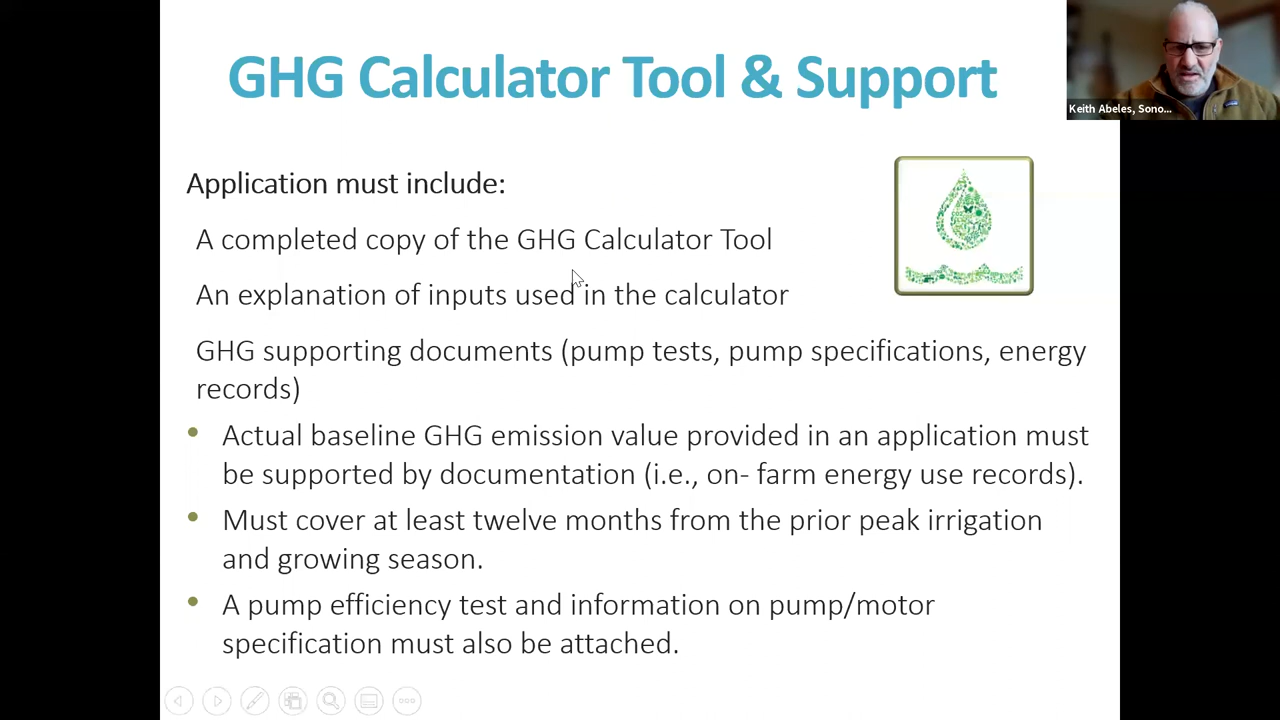 GHG Calculator Tool & Support
Keith Abeles, Sono...
Application must include:
A completed copy of the GHG Calculator Tool
An explanation of inputs used in the calculator
GHG supporting documents (pump tests, pump specifications, energy
records)
• Actual baseline GHG emission value provided in an application must
be supported by documentation (i.e., on- farm energy use records).
• Must cover at least twelve months from the prior peak irrigation
and growing season.
• A pump efficiency test and information on pump/motor
specification must also be attached.